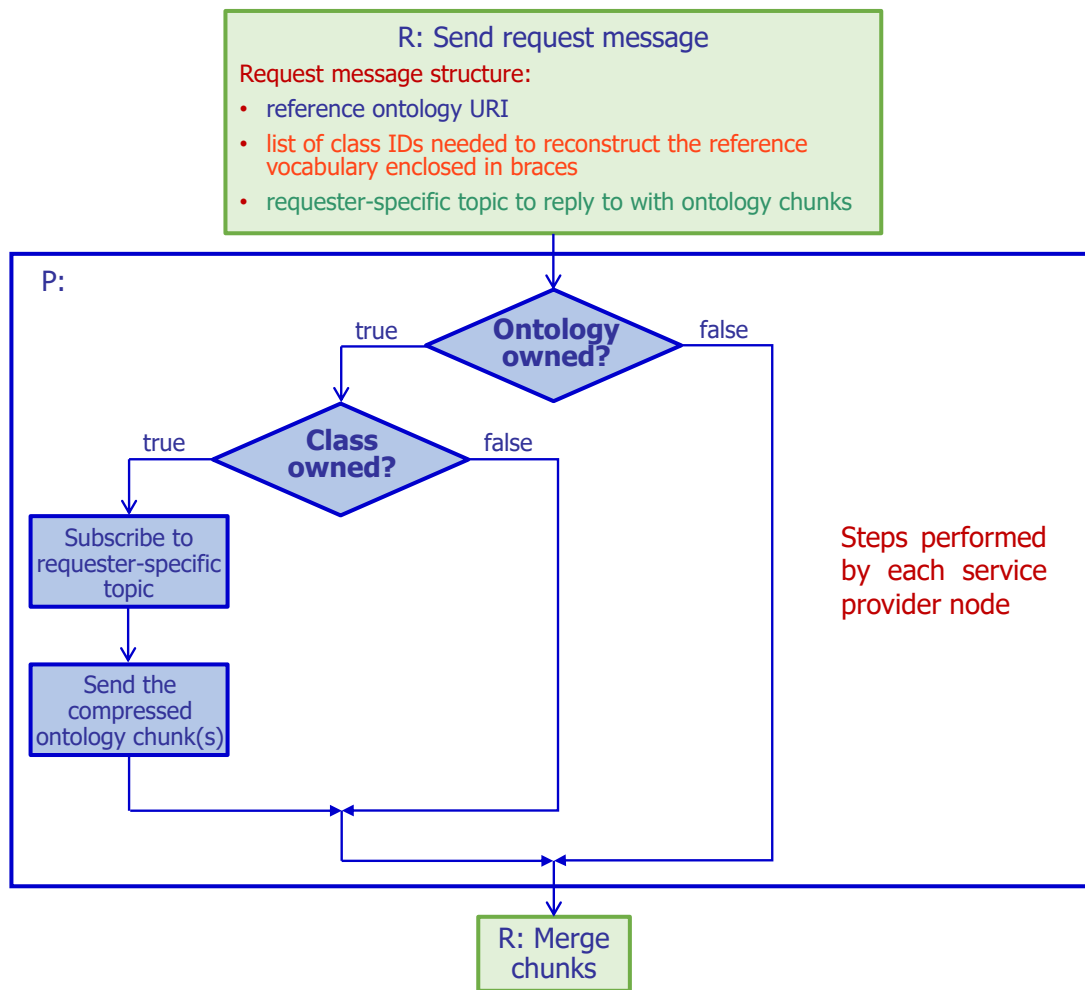 R: Send request message
Request message structure:
• reference ontology URI
• list of class IDs needed to reconstruct the reference
vocabulary enclosed in braces
• requester-specific topic to reply to with ontology chunks
P:
true
Ontology
owned?
false
true
Class
owned?
false
Subscribe to
requester-specific
topic
Steps performed
by each service
provider node
Send the
compressed
ontology chunk(s)
R: Merge
chunks